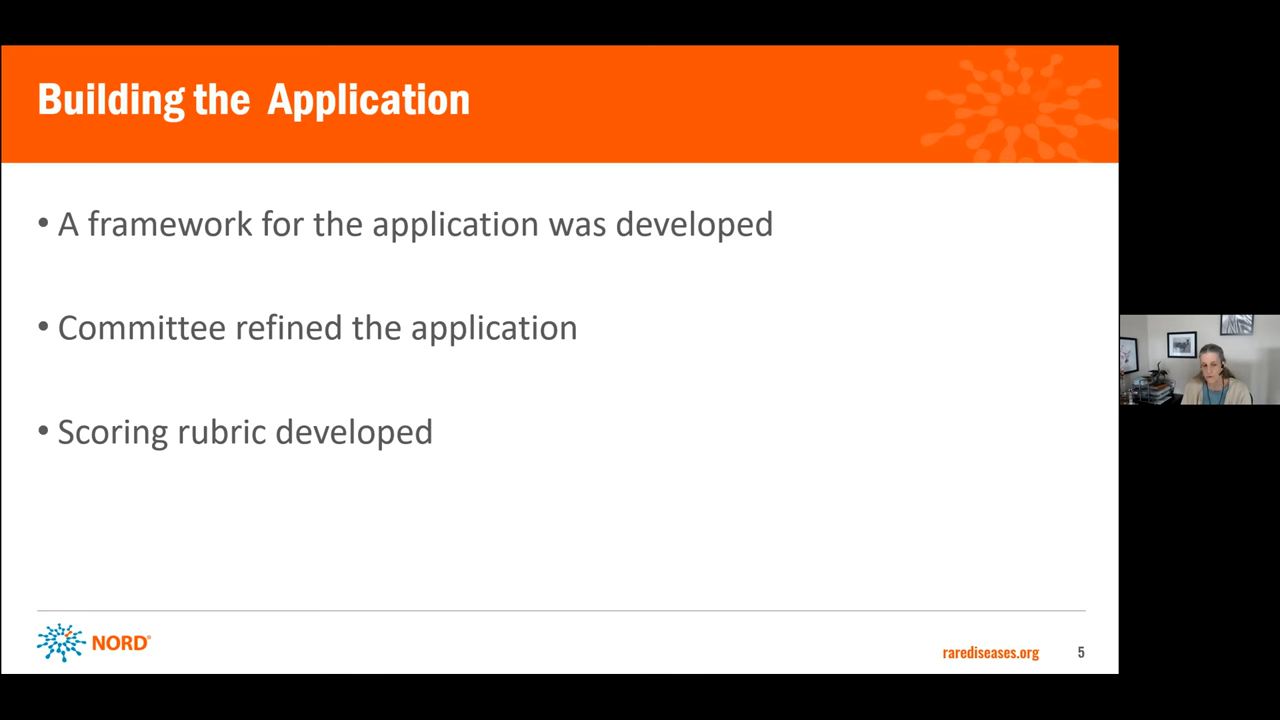 Building the Application
• A framework for the application was developed
• Committee refined the application
• Scoring rubric developed
NORD®
rarediseases.org
5